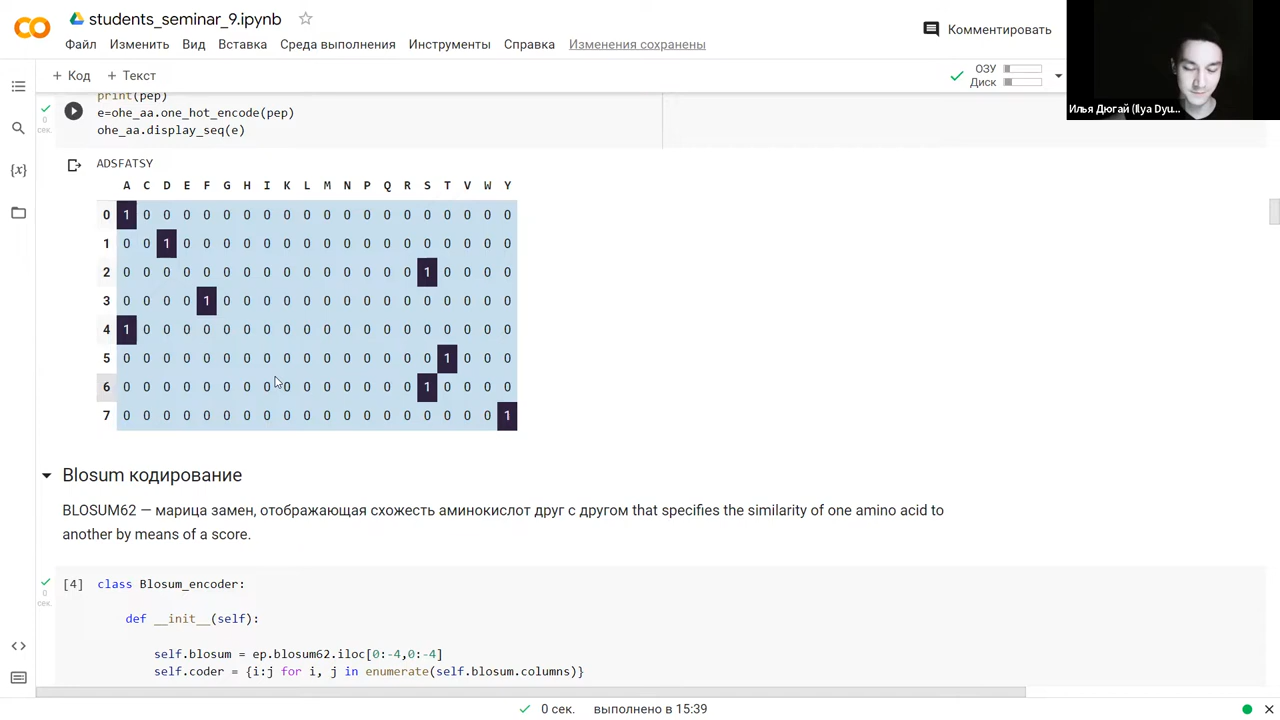 students_seminar_9.ipynb
Файл Изменить Вид Вставка Среда выполнения Инструменты Справка Изменения сохранены
Комментировать
+ Код + Текст
ОЗУ
Диск
Илья Дюгай (Ilya Dyu...
print(pep)
0
сек.
e=ohe_aa.one_hot_encode(pep)
ohe_aa.display_seq(e)
ADSFATSY
A C D E F G H I K L M N P Q R S T V W Y
0 1 0 0 0 0 0 0 0 0 0 0 0 0 0 0 0 0 0 0 0
1 0 0 1 0 0 0 0 0 0 0 0 0 0 0 0 0 0 0 0 0
2 0 0 0 0 0 0 0 0 0 0 0 0 0 0 0 1 0 0 0 0
3 0 0 0 0 1 0 0 0 0 0 0 0 0 0 0 0 0 0 0 0
4 1 0 0 0 0 0 0 0 0 0 0 0 0 0 0 0 0 0 0 0
5 0 0 0 0 0 0 0 0 0 0 0 0 0 0 0 0 1 0 0 0
6 0 0 0 0 0 0 0 0 0 0 0 0 0 0 0 1 0 0 0 0
7 0 0 0 0 0 0 0 0 0 0 0 0 0 0 0 0 0 0 0 1
Blosum кодирование
BLOSUM62 — марица замен, отображающая схожесть аминокислот друг с другом that specifies the similarity of one amino acid to
another by means of a score.
0
сек.
[4] class Blosum_encoder:
def __init__(self):
self.blosum = ep.blosum62.iloc[0:-4,0:-4]
self.coder = {i:j for i, j in enumerate(self.blosum.columns)}
0 сек. выполнено в 15:39